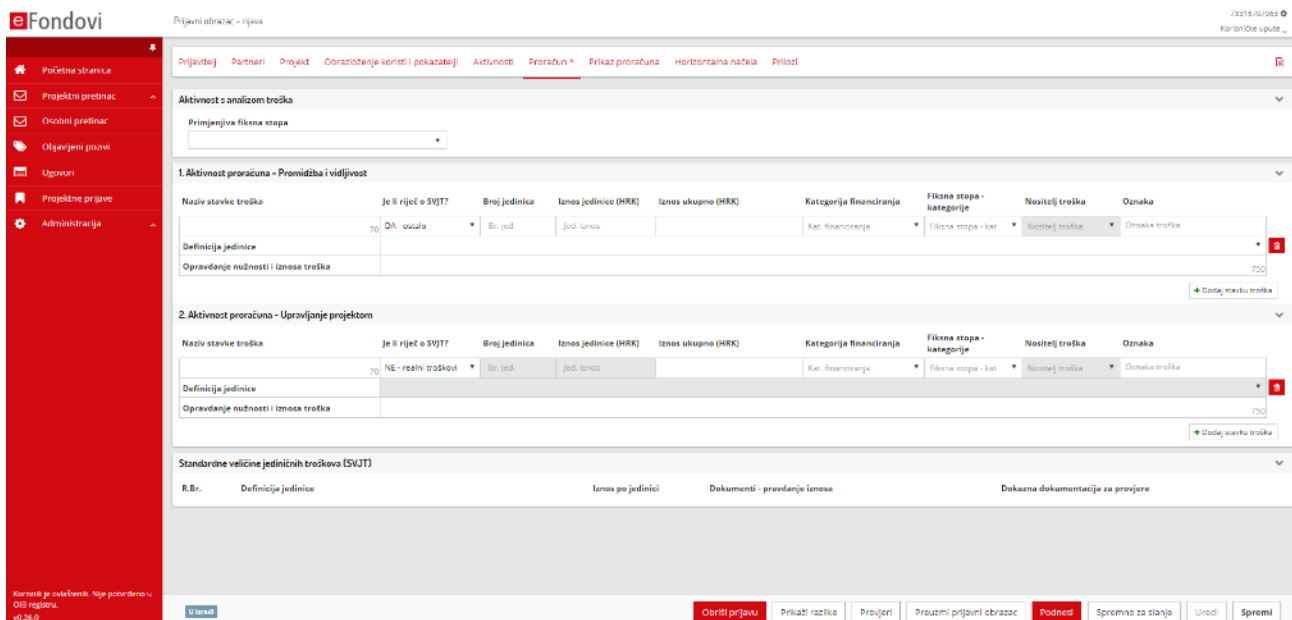 eFondovi
Prijavni obrazac - rijava
Korisničke upute
Početna stranica
Projektni pretinac
Osobni pretinac
Objavljeni pozivi
Ugovori
Projektne prijave
Administracija
Korisnik je ovlaštenik. Nije potvrđeno u
OIB registru.
v0.26.0
Prijavitelj Partneri Projekt Obrazloženje koristi i pokazatelji Aktivnosti Proračun * Prikaz proračuna Horizontalna načela Prilozi
Aktivnost s analizom troška
Primjenjiva fiksna stopa
1. Aktivnost proračuna – Promidžba i vidljivost
Naziv stavke troška Je li riječ o SVJT? Broj jedinica Iznos jedinice (HRK) Iznos ukupno (HRK) Kategorija financiranja Fiksna stopa - kategorije Nositelj troška Oznaka
70 DA - ostalo Br. jed. Jed. iznos Kat. financiranja Fiksna stopa - kat Nositelj troška Oznaka troška
Definicija jedinice
Opravdanje nužnosti i iznosa troška 750
+ Dodaj stavku troška
2. Aktivnost proračuna – Upravljanje projektom
Naziv stavke troška Je li riječ o SVJT? Broj jedinica Iznos jedinice (HRK) Iznos ukupno (HRK) Kategorija financiranja Fiksna stopa - kategorije Nositelj troška Oznaka
70 NE - realni troškovi Br. jed. Jed. iznos Kat. financiranja Fiksna stopa - kat Nositelj troška Oznaka troška
Definicija jedinice
Opravdanje nužnosti i iznosa troška 750
+ Dodaj stavku troška
Standardne veličine jediničnih troškova (SVJT)
R.Br. Definicija jedinice Iznos po jedinici Dokumenti - pravdanje iznosa Dokazna dokumentacija za provjere
U izradi Obriši prijavu Prikaži razlike Provjeri Preuzmi prijavni obrazac Podnesi Spremno za slanje Uredi Spremi